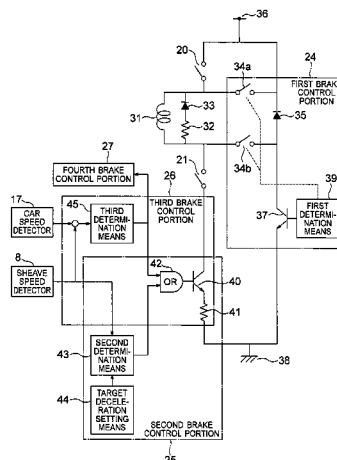 36
20
34a
24
FIRST BRAKE
CONTROL PORTION
31
33
32
35
34b
27
FOURTH BRAKE
CONTROL PORTION
21
26
THIRD BRAKE
CONTROL
PORTION
39
17
CAR SPEED
DETECTOR
45
THIRD
DETERMINATION
MEANS
37
FIRST
DETERMI-
NATION
MEANS
42
8
SHEAVE SPEED
DETECTOR
OR
40
41
43
SECOND
DETERMI-
NATION
MEANS
38
44
TARGET
DECELE-
RATION
SETTING
MEANS
SECOND BRAKE
CONTROL PORTION
25